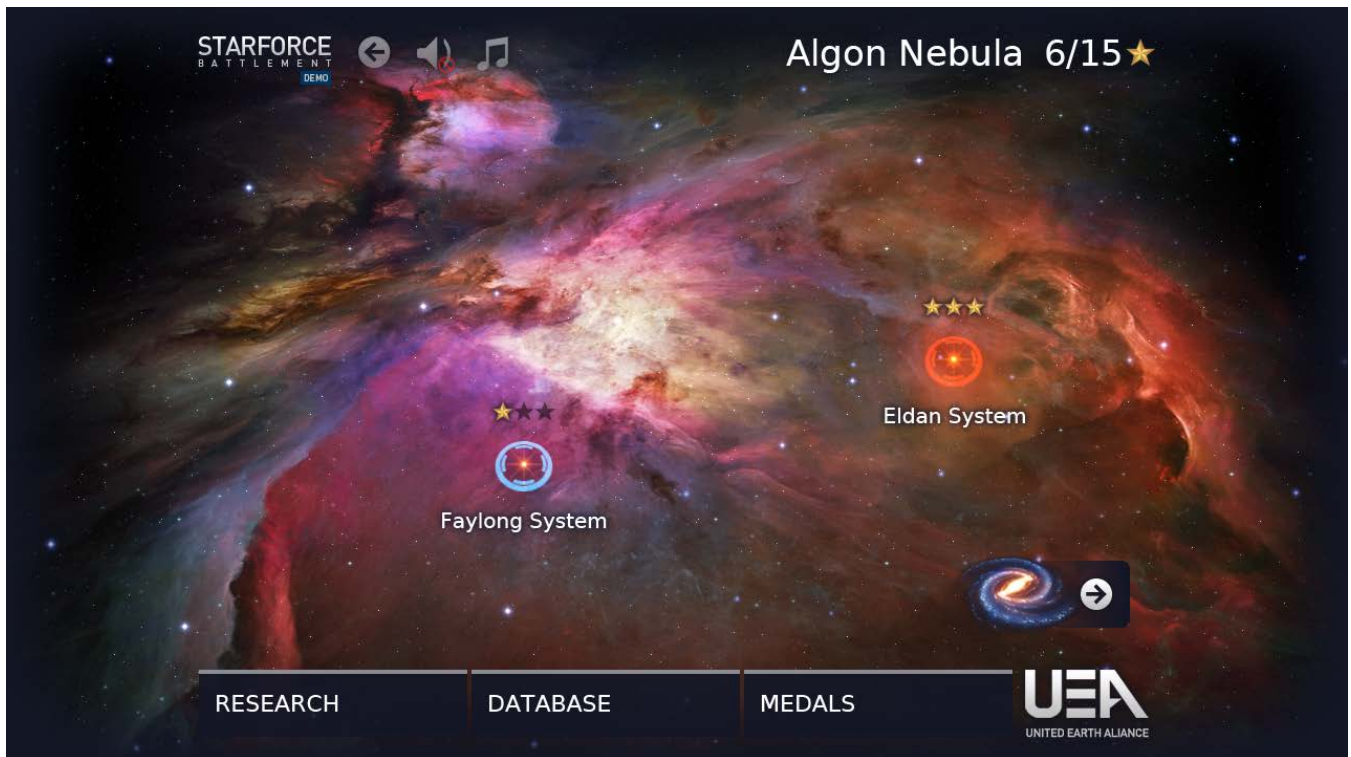 STARFORCE
BATTLEMENT
DEMO
Algon Nebula 6/15
Eldan System
Faylong System
RESEARCH
DATABASE
MEDALS
UEA
UNITED EARTH ALIANCE